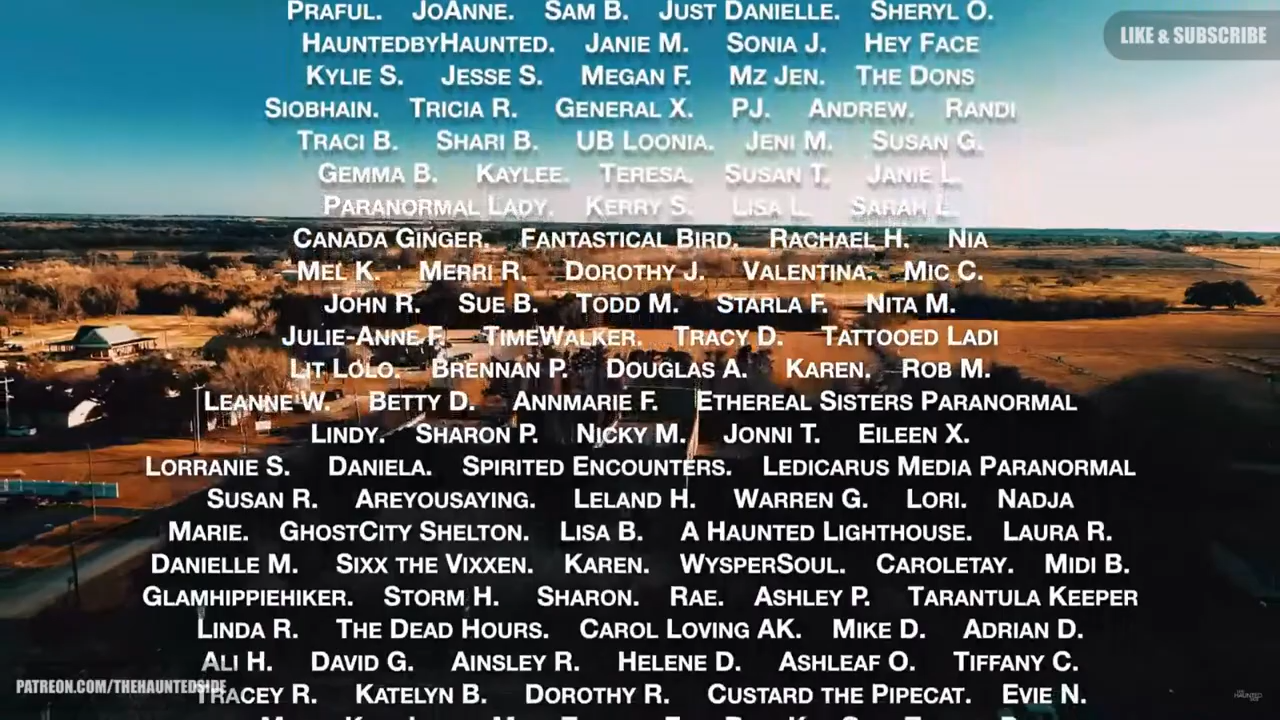 PRAFUL. JOANNE. SAM B. JUST DANIELLE. SHERYL O.
LIKE & SUBSCRIBE
HAUNTEDBYHAUNTED. JANIE M. SONIA J. HEY FACE
KYLIE S. JESSE S. MEGAN F. MZ JEN. THE DONS
SIOBHAIN. TRICIA R. GENERAL X. PJ. ANDREW. RANDI
TRACI B. SHARI B. UB LOONIA. JENI M. SUSAN G.
GEMMA B. KAYLEE. TERESA. SUSAN T. JANIE L.
PARANORMAL LADY. KERRY S. LISA L. SARAH L.
CANADA GINGER. FANTASTICAL BIRD. RACHAEL H. NIA
MEL K. MERRI R. DOROTHY J. VALENTINA. MIC C.
JOHN R. SUE B. TODD M. STARLA F. NITA M.
JULIE-ANNE F. TIMEWALKER. TRACY D. TATTOOED LADI
LIT LOLO. BRENNAN P. DOUGLAS A. KAREN. ROB M.
LEANNE W. BETTY D. ANNMARIE F. ETHEREAL SISTERS PARANORMAL
LINDY. SHARON P. NICKY M. JONNI T. EILEEN X.
LORRANIE S. DANIELA. SPIRITED ENCOUNTERS. LEDICARUS MEDIA PARANORMAL
SUSAN R. AREYOUSAYING. LELAND H. WARREN G. LORI. NADJA
MARIE. GHOSTCITY SHELTON. LISA B. A HAUNTED LIGHTHOUSE. LAURA R.
DANIELLE M. SIXX THE VIXXEN. KAREN. WYSPERSOUL. CAROLETAY. MIDI B.
GLAMHIPPIEHIKER. STORM H. SHARON. RAE. ASHLEY P. TARANTULA KEEPER
LINDA R. THE DEAD HOURS. CAROL LOVING AK. MIKE D. ADRIAN D.
ALI H. DAVID G. AINSLEY R. HELENE D. ASHLEAF O. TIFFANY C.
PATREON.COM/THEHAUNTEDSIDE
TRACEY R. KATELYN B. DOROTHY R. CUSTARD THE PIPECAT. EVIE N.
HAUNTED